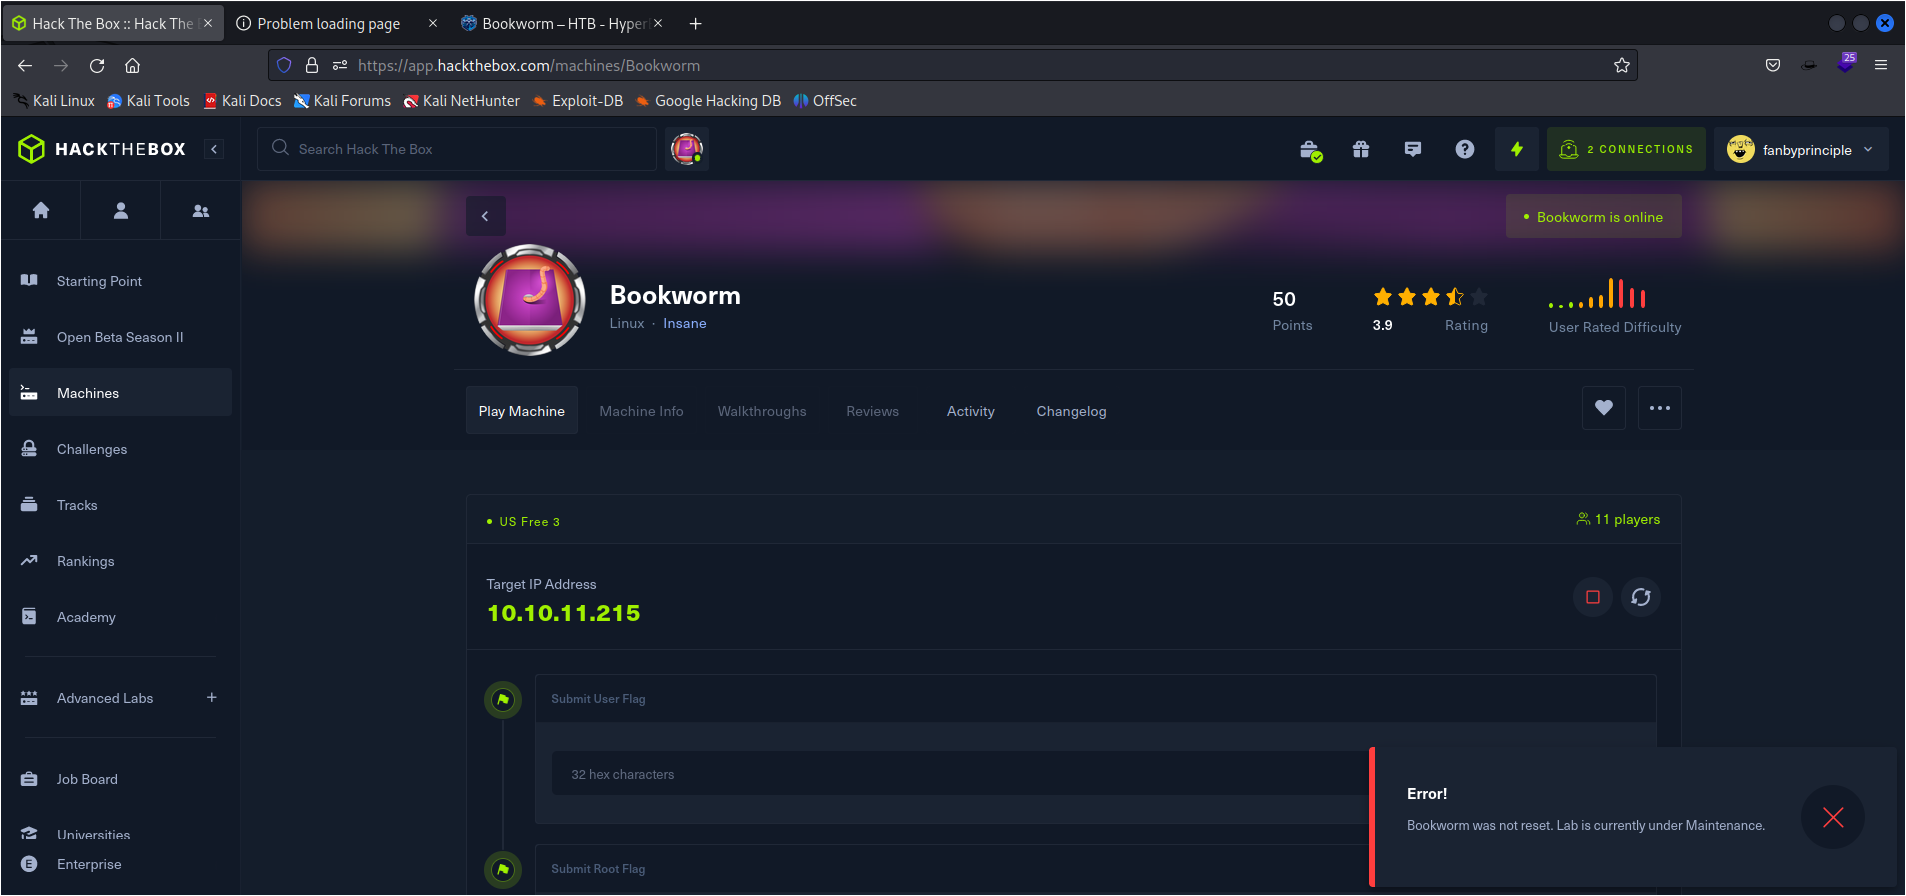 Hack The Box :: Hack The
Problem loading page
Bookworm – HTB - Hyper
https://app.hackthebox.com/machines/Bookworm
25
Kali Linux
Kali Tools
Kali Docs
Kali Forums
Kali NetHunter
Exploit-DB
Google Hacking DB
OffSec
HACKTHEBOX
Search Hack The Box
2 CONNECTIONS
fanbyprinciple
Starting Point
Open Beta Season II
Machines
Challenges
Tracks
Rankings
Academy
Advanced Labs
Job Board
Universities
E
Enterprise
Bookworm is online
Bookworm
Linux · Insane
50
Points
3.9
Rating
User Rated Difficulty
Play Machine
Machine Info
Walkthroughs
Reviews
Activity
Changelog
US Free 3
11 players
Target IP Address
10.10.11.215
Submit User Flag
32 hex characters
Submit Root Flag
Error!
Bookworm was not reset. Lab is currently under Maintenance.